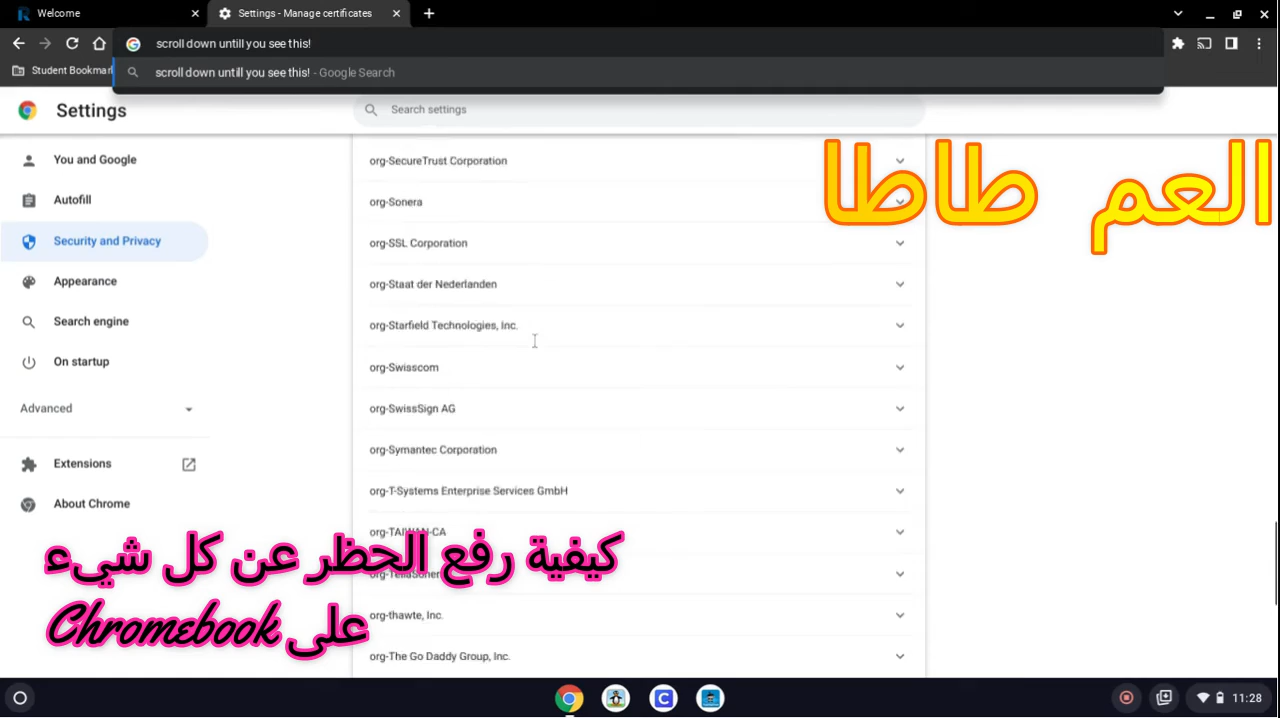 Welcome
Settings - Manage certificates
scroll down untill you see this!
Student Bookmar
scroll down untill you see this! - Google Search
Settings
Search settings
You and Google
Autofill
Security and Privacy
Appearance
Search engine
On startup
Advanced
Extensions
About Chrome
org-SecureTrust Corporation
org-Sonera
org-SSL Corporation
org-Staat der Nederlanden
org-Starfield Technologies, Inc.
org-Swisscom
org-SwissSign AG
org-Symantec Corporation
org-T-Systems Enterprise Services GmbH
org-TAIWAN-CA
org-thawte, Inc.
org-The Go Daddy Group, Inc.
العم طاطا
كيفية رفع الحظر عن كل شيء
على Chromebook
11:28